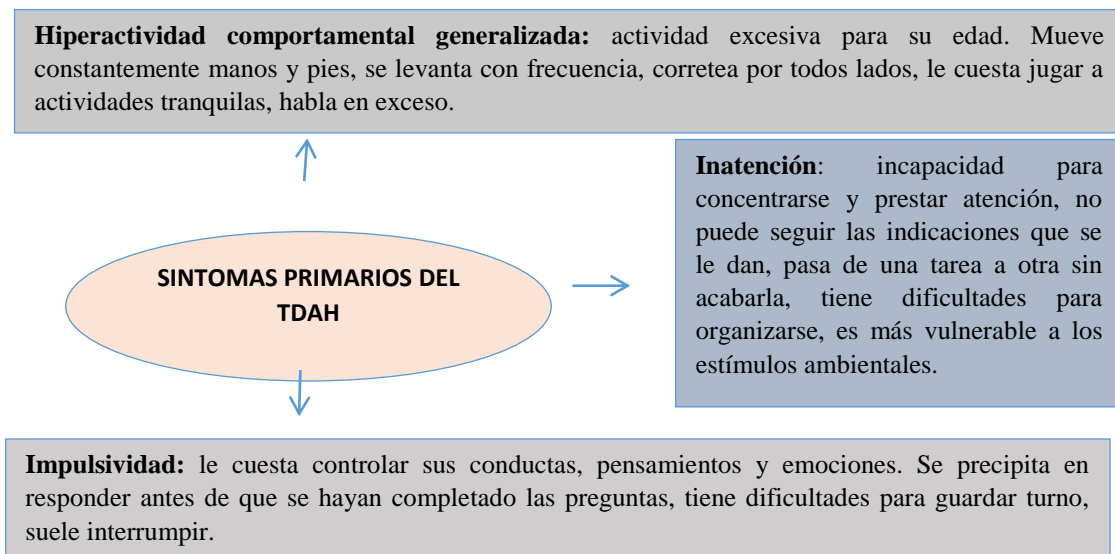 Hiperactividad comportamental generalizada: actividad excesiva para su edad. Mueve
constantemente manos y pies, se levanta con frecuencia, corretea por todos lados, le cuesta jugar a
actividades tranquilas, habla en exceso.
Inatención: incapacidad para
concentrarse y prestar atención, no
puede seguir las indicaciones que se
le dan, pasa de una tarea a otra sin
acabarla, tiene dificultades para
organizarse, es más vulnerable a los
estímulos ambientales.
SINTOMAS PRIMARIOS DEL
TDAH
Impulsividad: le cuesta controlar sus conductas, pensamientos y emociones. Se precipita en
responder antes de que se hayan completado las preguntas, tiene dificultades para guardar turno,
suele interrumpir.